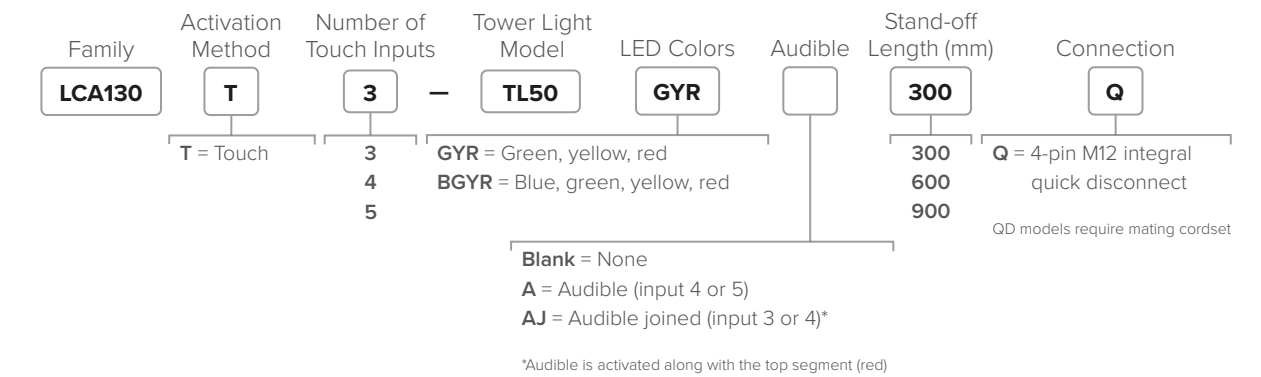 Family
Activation
Method
Number of
Touch Inputs
Tower Light
Model
LED Colors
Audible
Stand-off
Length (mm)
Connection
LCA130
T
3
–
TL50
GYR
300
Q
T = Touch
3
4
5
GYR = Green, yellow, red
BGYR = Blue, green, yellow, red
300
600
900
Q = 4-pin M12 integral
quick disconnect
QD models require mating cordset
Blank = None
A = Audible (input 4 or 5)
AJ = Audible joined (input 3 or 4)*
*Audible is activated along with the top segment (red)